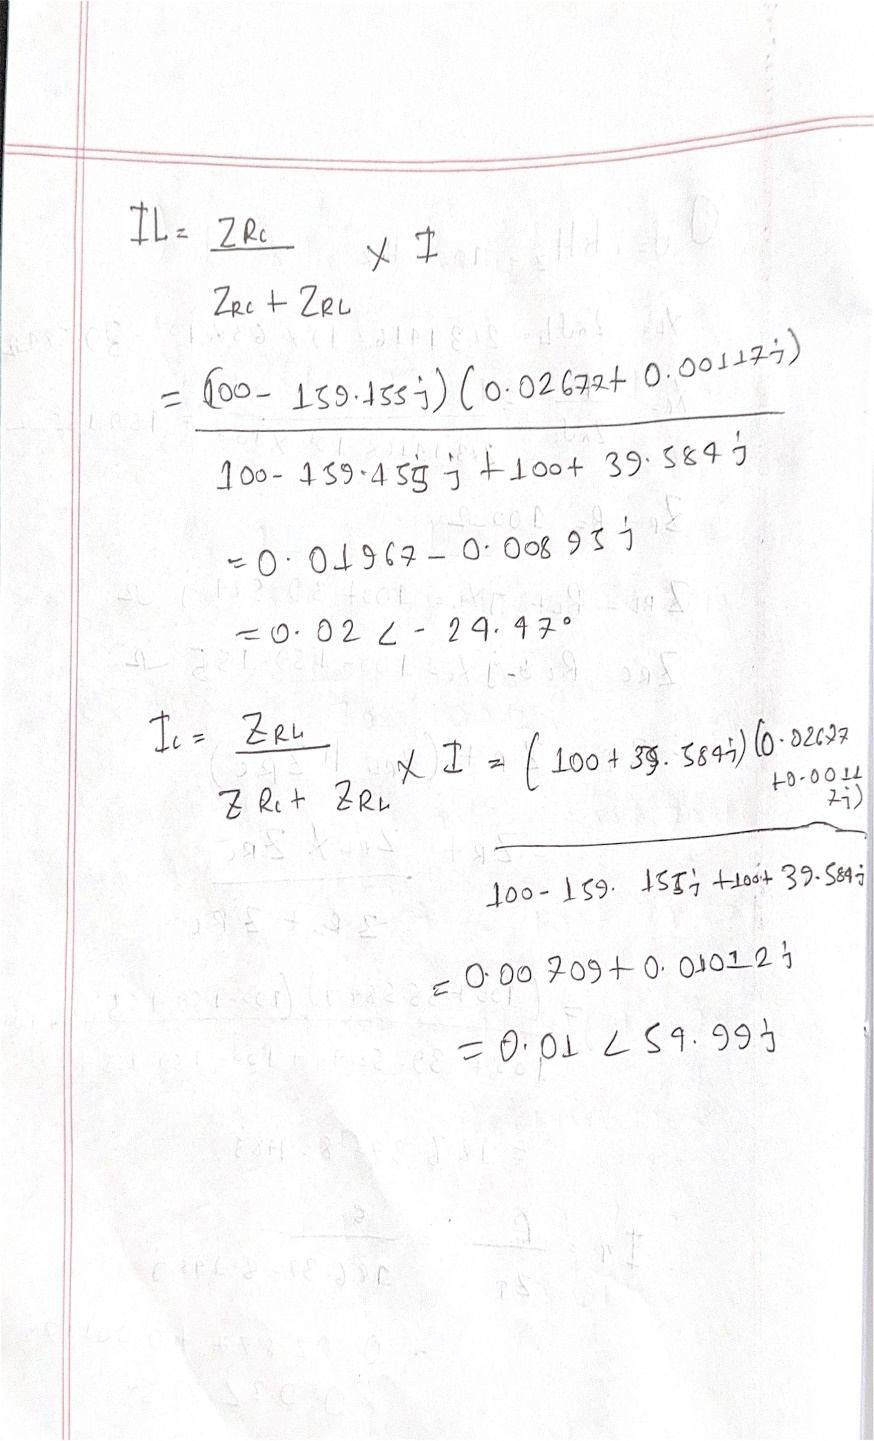 IL = ZRC / ZRC + ZRL × I
= (100 - 159.155j) (0.02672 + 0.00117j) / 100 - 159.155j + 100 + 39.584j
= 0.01967 - 0.00895j
= 0.02 ∠ - 24.47°
Ic = ZRL / ZRC + ZRL × I = (100 + 39.584j) (0.02677 + 0.00117j) / 100 - 159.155j + 100 + 39.584j
= 0.00709 + 0.01012j
= 0.01 ∠ 54.99j